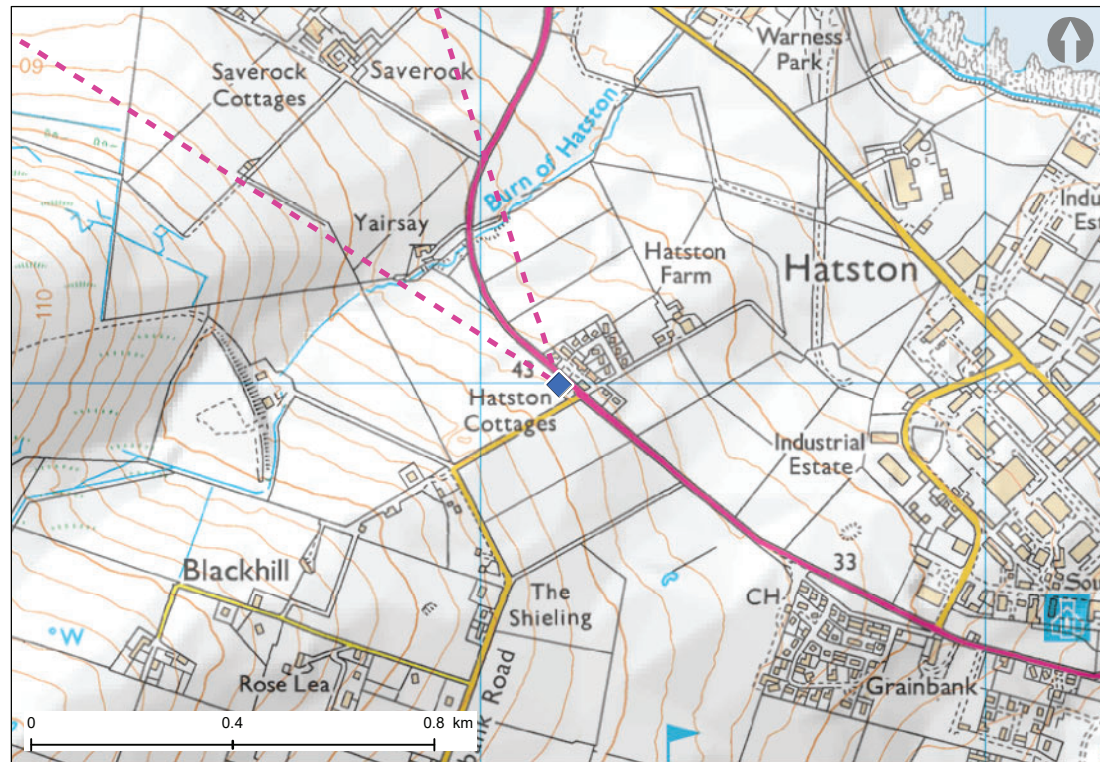 Warness
Park
09
Saverock
Cottages
Saverock
Burn of Hatston
Yairsay
Hatston
Farm
Hatston
110
43
Hatston
Cottages
Industrial
Estate
33
Blackhill
The
Shieling
CH
W
Rose Lea
Road
Grainbank
0 0.4 0.8 km